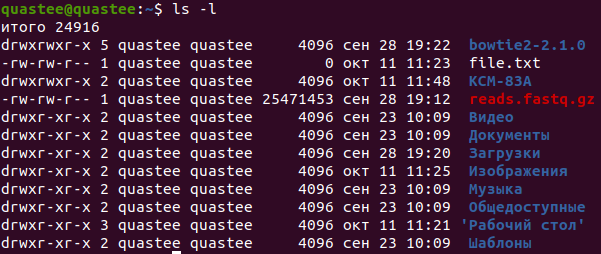 quastee@quastee:~$ ls -l
итого 24916
drwxrwxr-x 5 quastee quastee     4096 сен 28 19:22  bowtie2-2.1.0
-rw-rw-r-- 1 quastee quastee        0 окт 11 11:23  file.txt
drwxrwxr-x 2 quastee quastee     4096 окт 11 11:48  КСМ-83А
-rw-rw-r-- 1 quastee quastee 25471453 сен 28 19:12  reads.fastq.gz
drwxr-xr-x 2 quastee quastee     4096 сен 23 10:09  Видео
drwxr-xr-x 2 quastee quastee     4096 сен 23 10:09  Документы
drwxr-xr-x 2 quastee quastee     4096 сен 28 19:20  Загрузки
drwxr-xr-x 2 quastee quastee     4096 окт 11 11:25  Изображения
drwxr-xr-x 2 quastee quastee     4096 сен 23 10:09  Музыка
drwxr-xr-x 2 quastee quastee     4096 сен 23 10:09  Общедоступные
drwxr-xr-x 3 quastee quastee     4096 окт 11 11:21 'Рабочий стол'
drwxr-xr-x 2 quastee quastee     4096 сен 23 10:09  Шаблоны